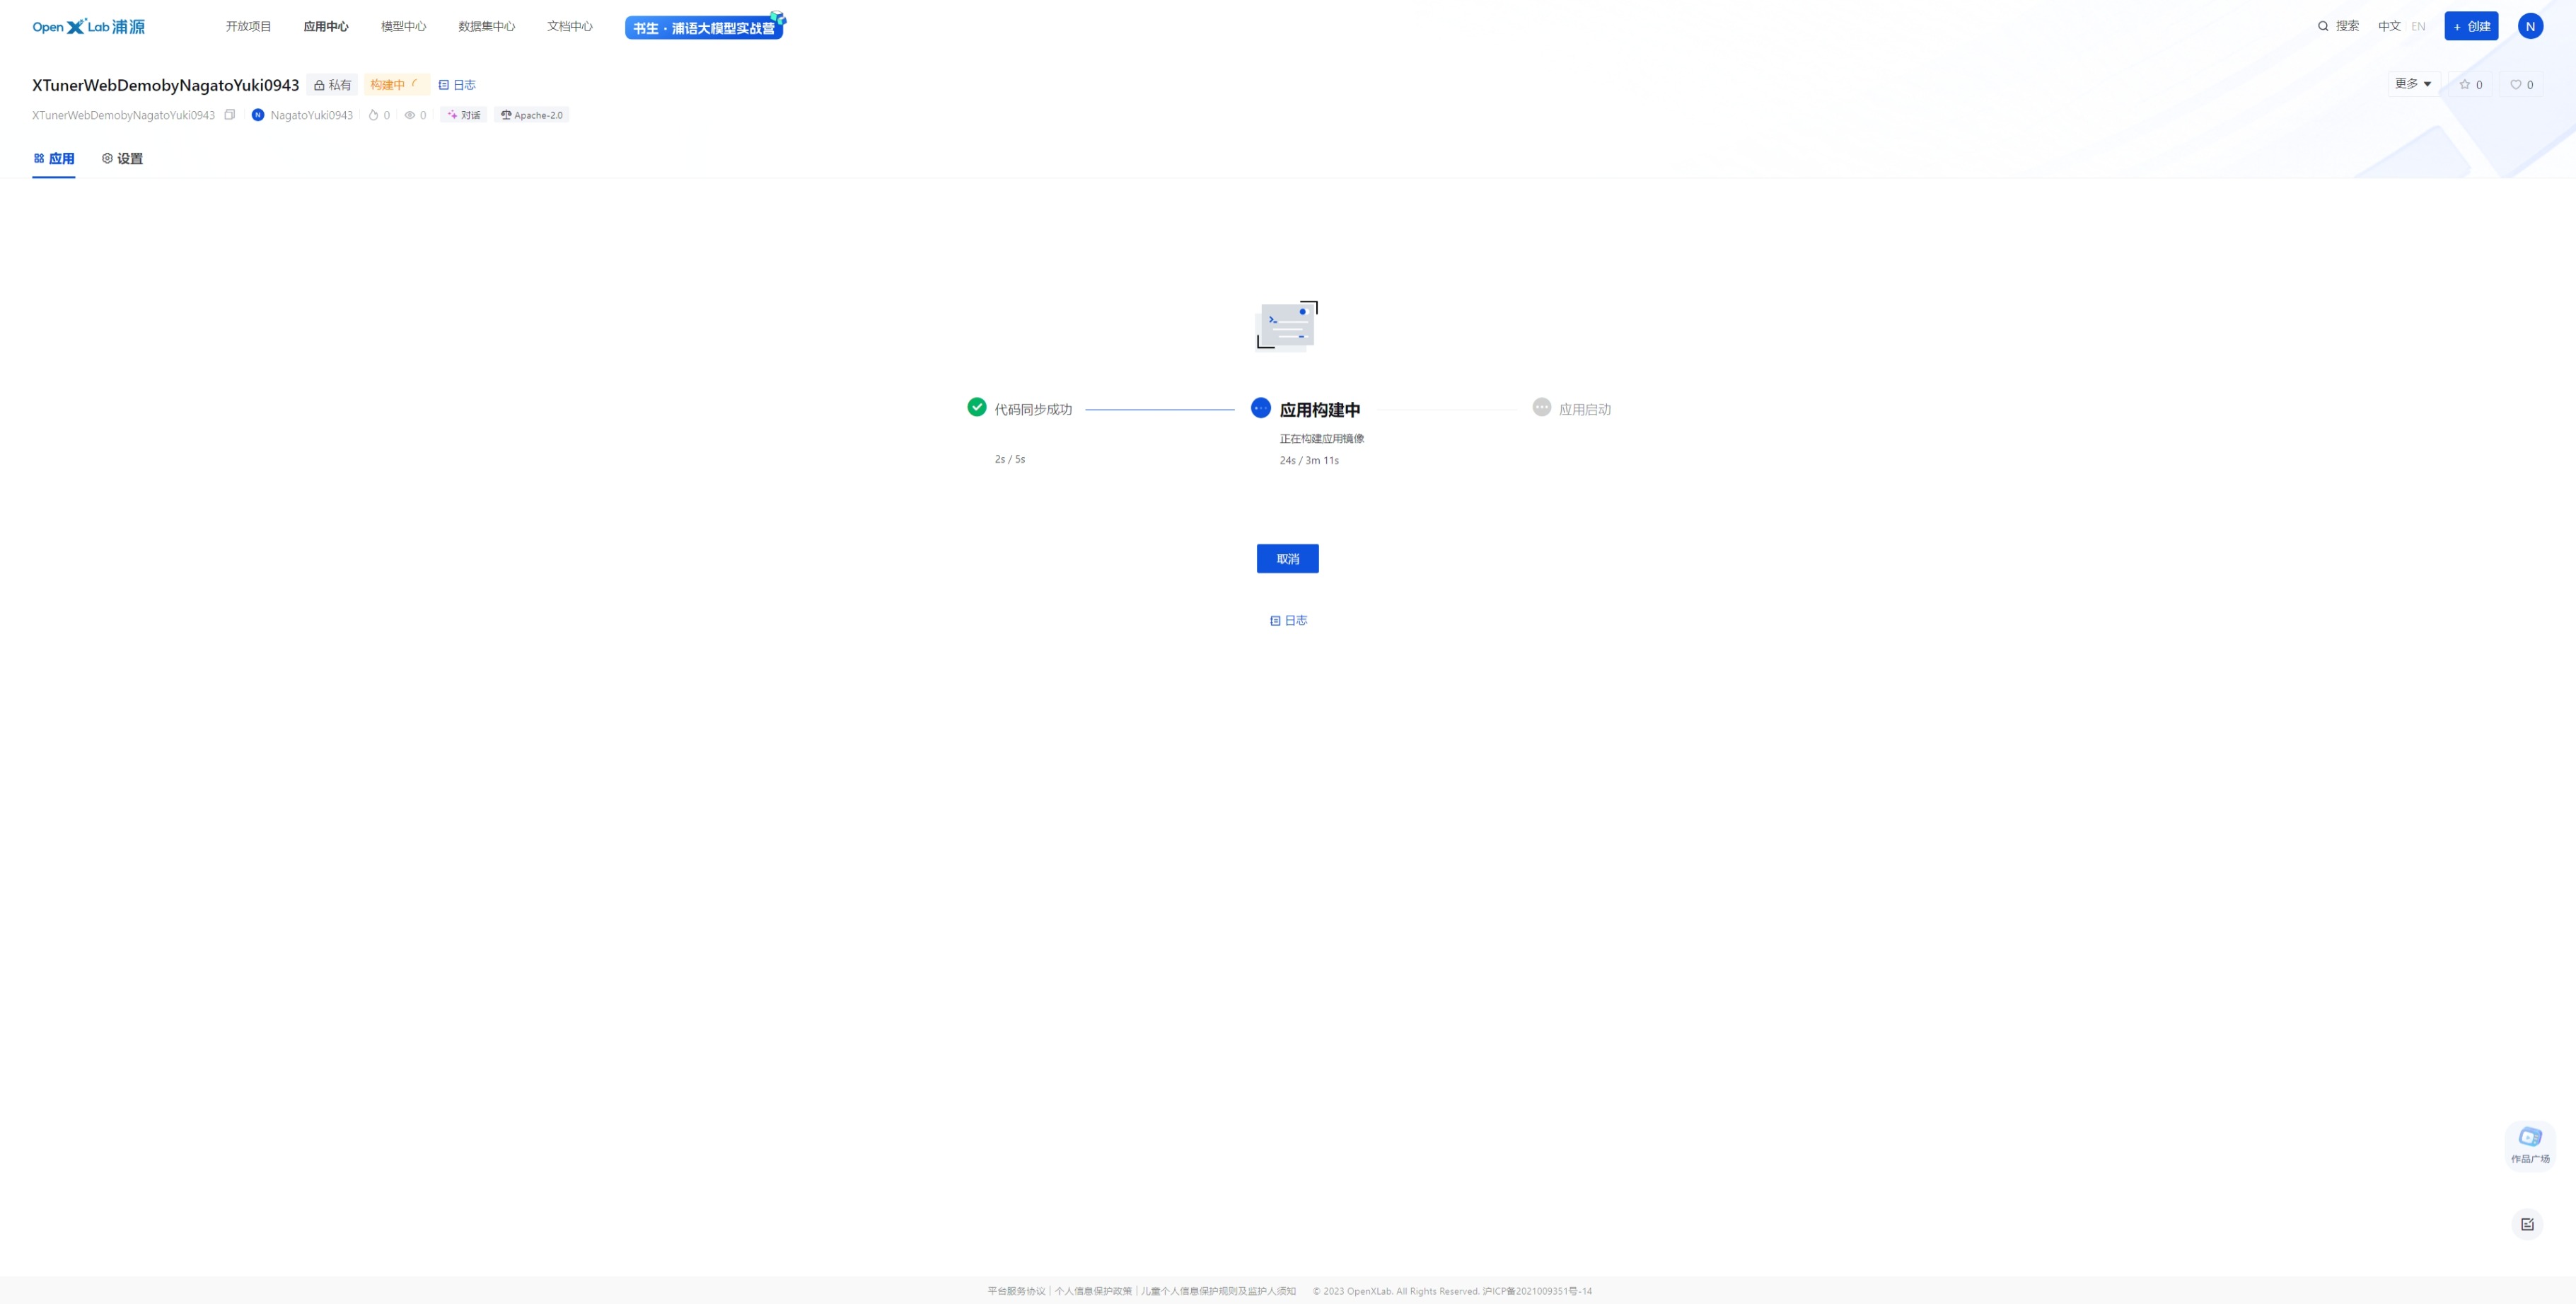 OpenXLab浦源 开放项目 应用中心 模型中心 数据集中心 文档中心 书生·浦语大模型实战营 搜索 中文 EN + 创建 N
XTunerWebDemobyNagatoYuki0943 私有 构建中 日志 更多 0 0
XTunerWebDemobyNagatoYuki0943 N NagatoYuki0943 0 0 对话 Apache-2.0
应用 设置
代码同步成功 应用构建中 应用启动
正在构建应用镜像
2s / 5s 24s / 3m 11s
取消
日志
作品广场
平台服务协议 | 个人信息保护政策 | 儿童个人信息保护规则及监护人须知 © 2023 OpenXLab. All Rights Reserved. 沪ICP备2021009351号-14